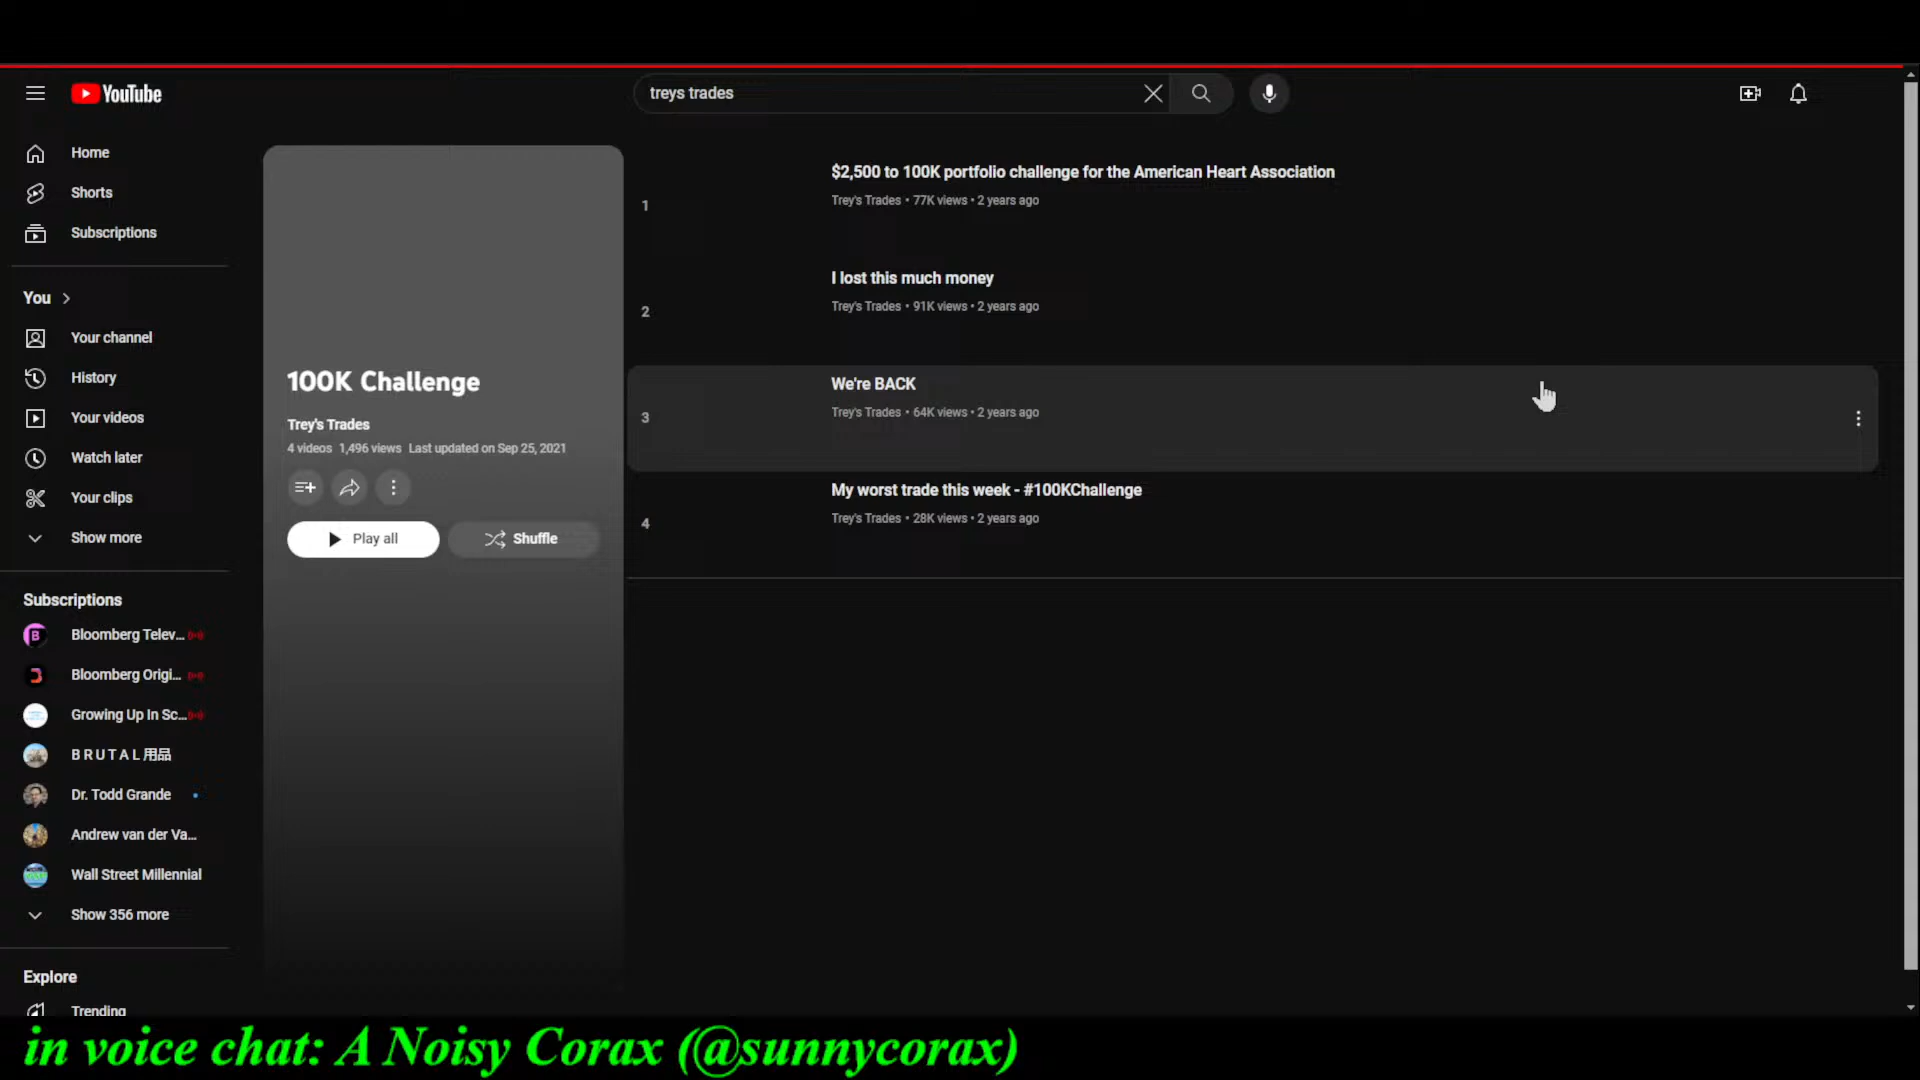 YouTube
treys trades
Home
Shorts
Subscriptions
You
Your channel
History
Your videos
Watch later
Your clips
Show more
Subscriptions
Bloomberg Telev...
Bloomberg Origi...
Growing Up In Sc...
B R U T A L 用品
Dr. Todd Grande
Andrew van der Va...
Wall Street Millennial
Show 356 more
Explore
Trending
100K Challenge
Trey's Trades
4 videos 1,496 views Last updated on Sep 25, 2021
Play all
Shuffle
1
$2,500 to 100K portfolio challenge for the American Heart Association
Trey's Trades • 77K views • 2 years ago
2
I lost this much money
Trey's Trades • 91K views • 2 years ago
3
We're BACK
Trey's Trades • 64K views • 2 years ago
4
My worst trade this week - #100KChallenge
Trey's Trades • 28K views • 2 years ago
in voice chat: A Noisy Corax (@sunnycorax)